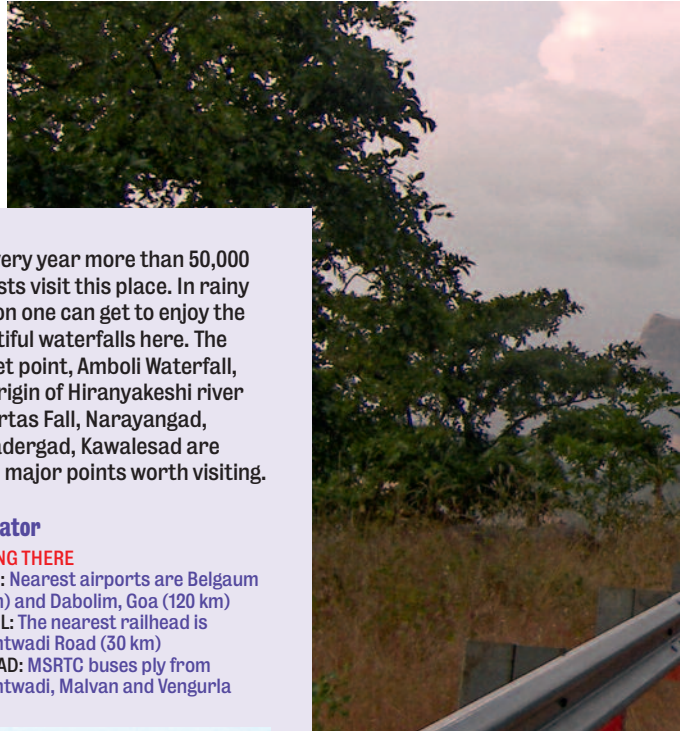 very year more than 50,000
sts visit this place. In rainy
on one can get to enjoy the
tiful waterfalls here. The
et point, Amboli Waterfall,
rigin of Hiranyakeshi river
rtas Fall, Narayangad,
adergad, Kawalesad are
major points worth visiting.
ator
NG THERE
: Nearest airports are Belgaum
) and Dabolim, Goa (120 km)
L: The nearest railhead is
ntwadi Road (30 km)
AD: MSRTC buses ply from
ntwadi, Malvan and Vengurla